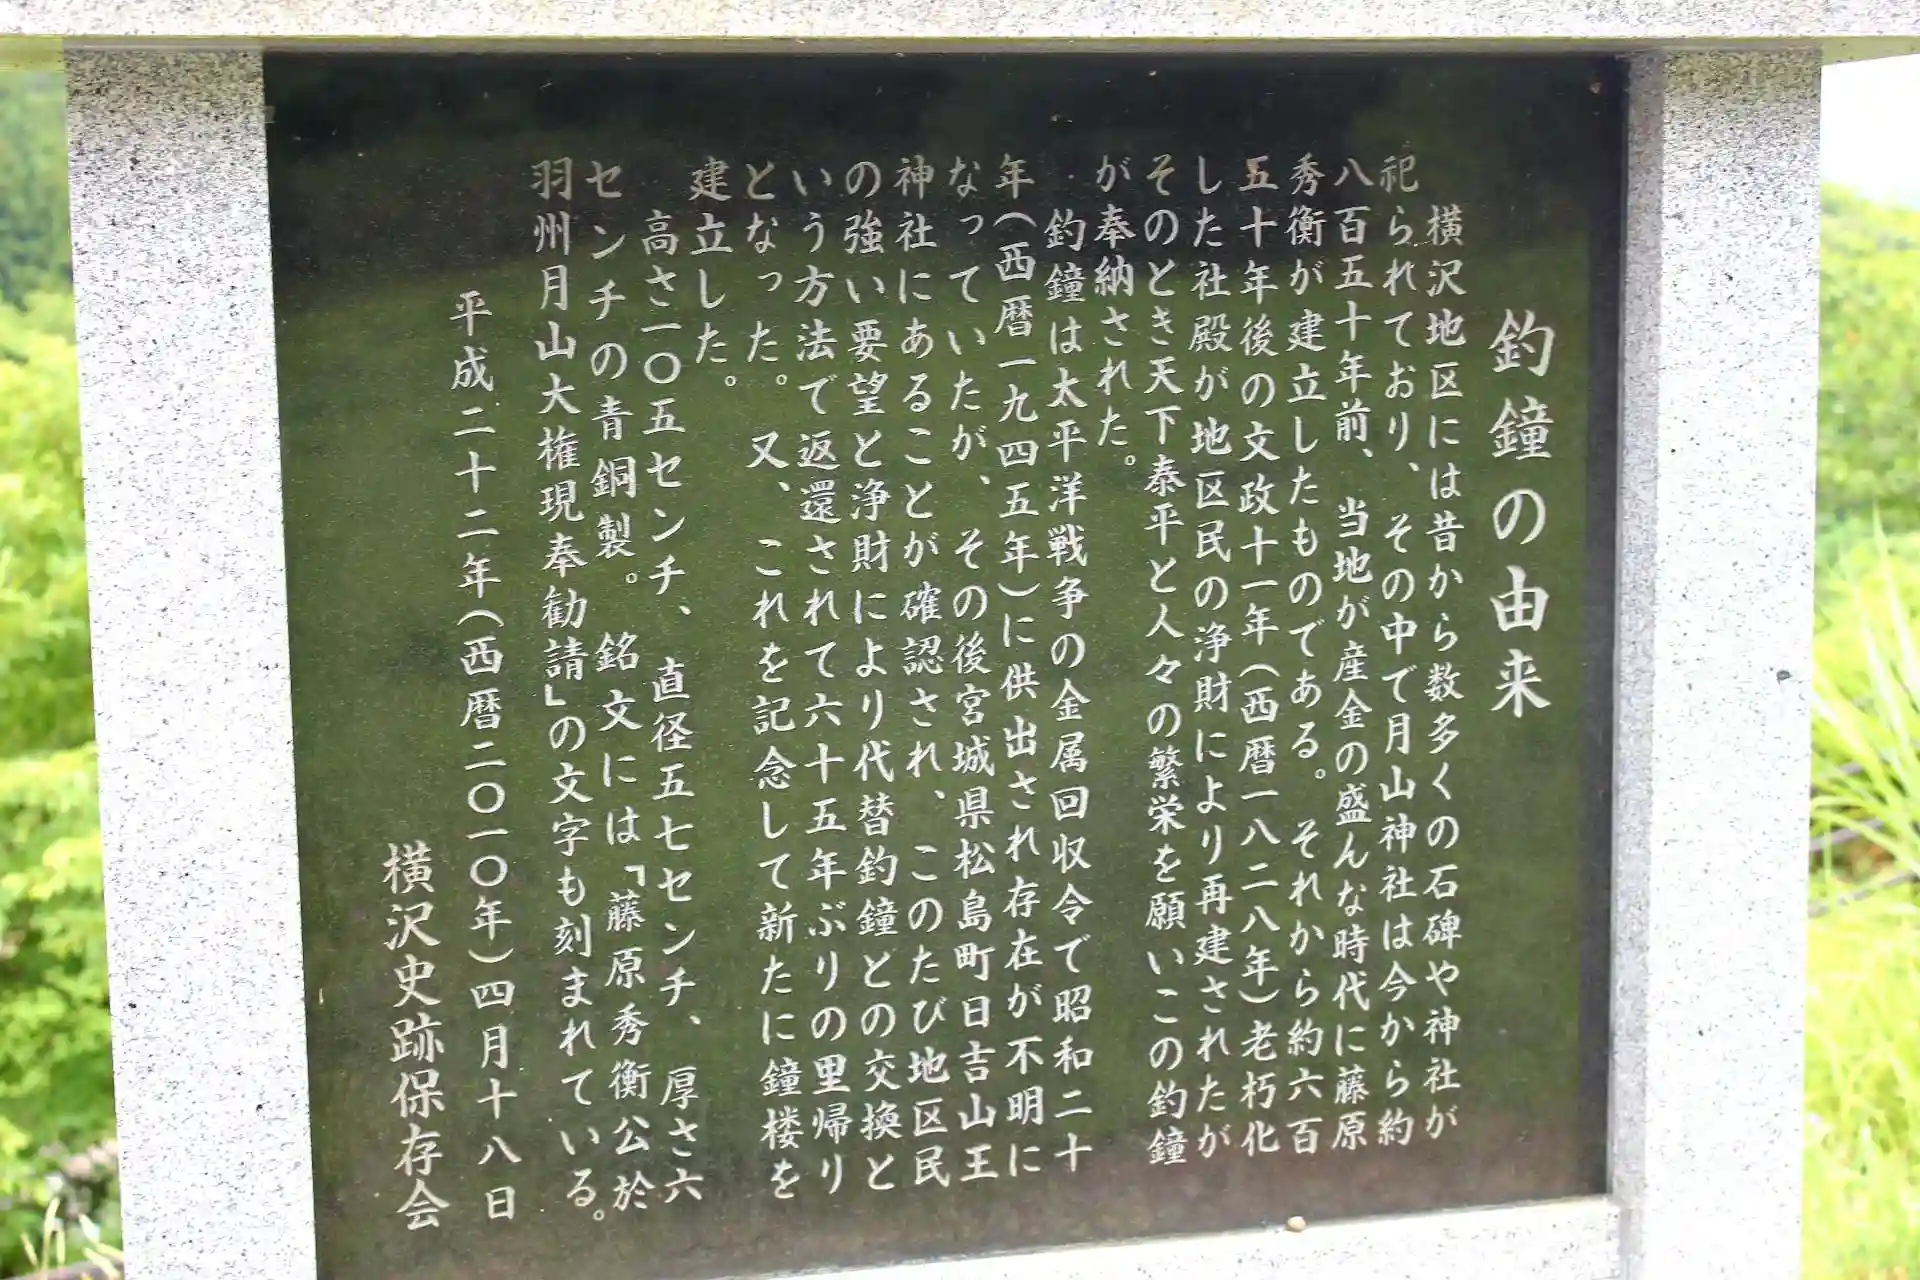 釣鐘の由来
横沢地区には昔から数多くの石碑や神社が
祀られており、その中で月山神社は今から約
八百五十年前、当地が産金の盛んな時代に藤原
秀衡が建立したものである。それから約六百
五十年後の文政十一年(西暦一八二八年)老朽化
した社殿が地区民の浄財により再建されたが
そのとき天下泰平と人々の繁栄を願いこの釣鐘
が奉納された。
釣鐘は太平洋戦争の金属回収令で昭和二十
年(西暦一九四五年)に供出され存在が不明に
なっていたが、その後宮城県松島町日吉山王
神社にあることが確認され、このたび地区民
の強い要望と浄財により代替釣鐘との交換と
いう方法で返還されて六十五年ぶりの里帰り
となった。又、これを記念して新たに鐘楼を
建立した。
高さ一〇五センチ、直径五七センチ、厚さ六
センチの青銅製。銘文には「藤原秀衡公於
羽州月山大権現奉勧請」の文字も刻まれている。
平成二十二年(西暦二〇一〇年)四月十八日
横沢史跡保存会